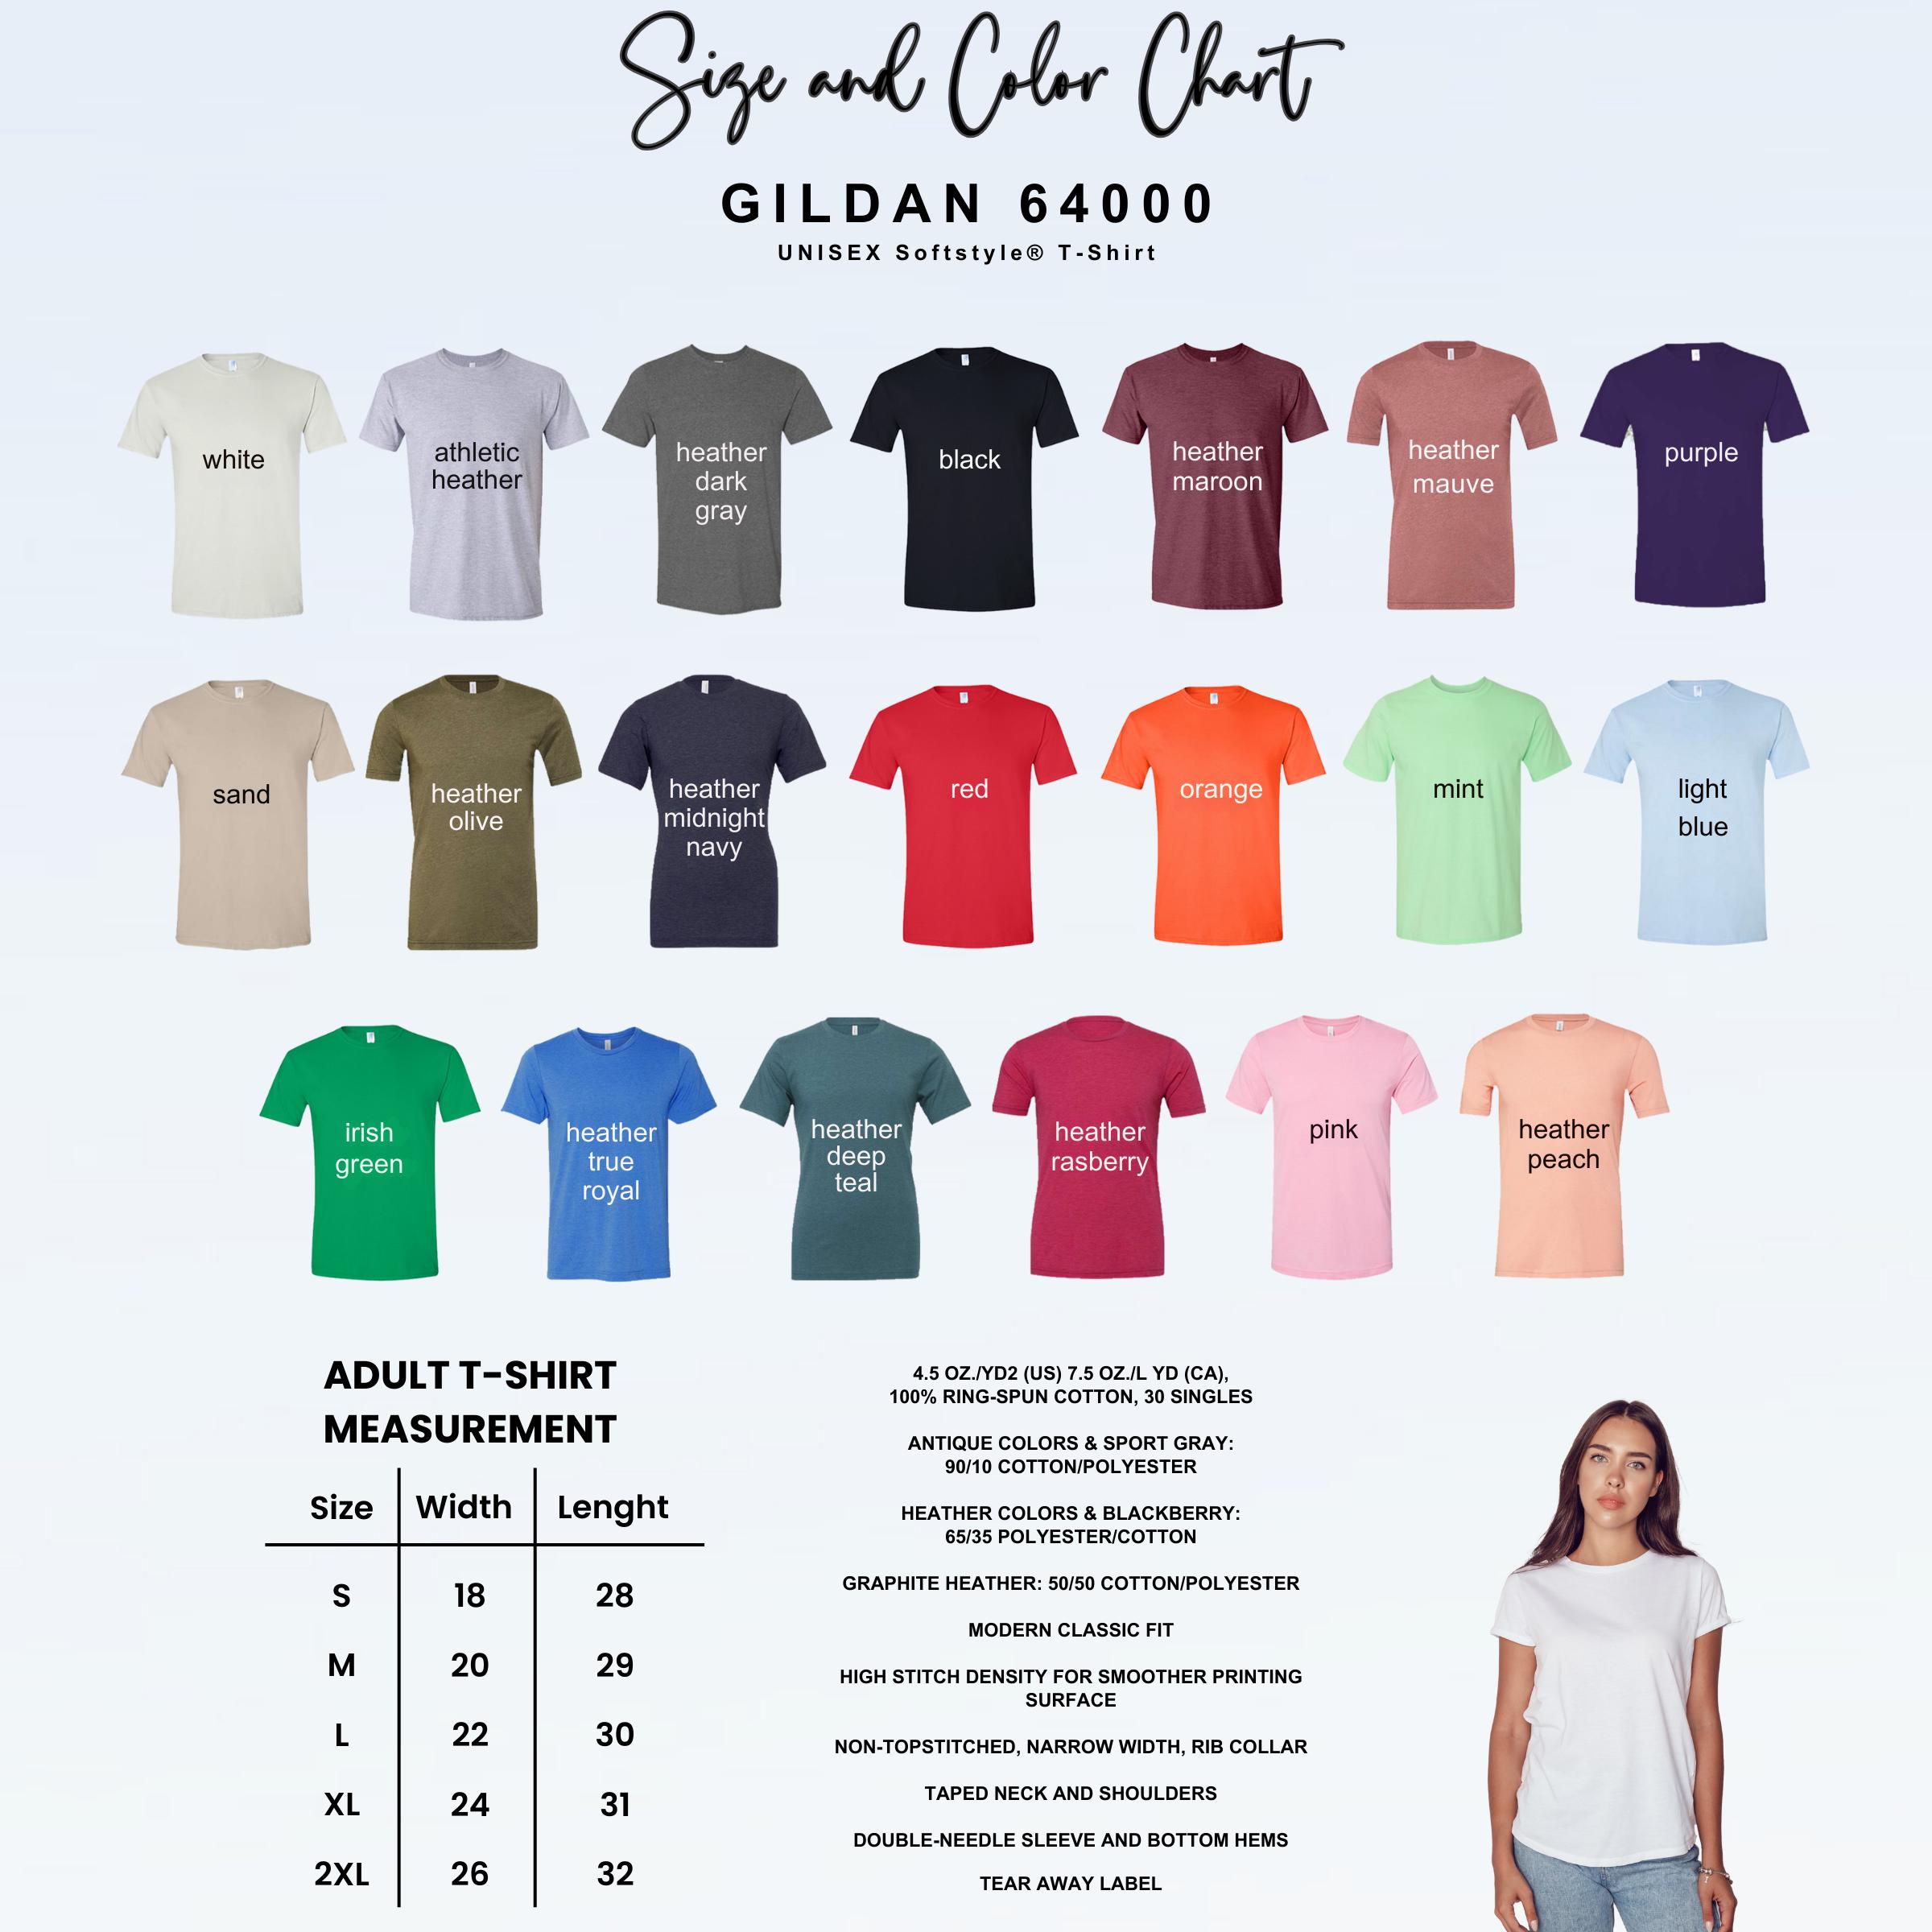 Size and Color Chart
GILDAN 64000
UNISEX Softstyle® T-Shirt
white
athletic
heather
heather
dark
gray
black
heather
maroon
heather
mauve
purple
sand
heather
olive
heather
midnight
navy
red
orange
mint
light
blue
irish
green
heather
true
royal
heather
deep
teal
heather
rasberry
pink
heather
peach
ADULT T-SHIRT
MEASUREMENT
Size Width Lenght
S 18 28
M 20 29
L 22 30
XL 24 31
2XL 26 32
4.5 OZ./YD2 (US) 7.5 OZ./L YD (CA),
100% RING-SPUN COTTON, 30 SINGLES
ANTIQUE COLORS & SPORT GRAY:
90/10 COTTON/POLYESTER
HEATHER COLORS & BLACKBERRY:
65/35 POLYESTER/COTTON
GRAPHITE HEATHER: 50/50 COTTON/POLYESTER
MODERN CLASSIC FIT
HIGH STITCH DENSITY FOR SMOOTHER PRINTING
SURFACE
NON-TOPSTITCHED, NARROW WIDTH, RIB COLLAR
TAPED NECK AND SHOULDERS
DOUBLE-NEEDLE SLEEVE AND BOTTOM HEMS
TEAR AWAY LABEL